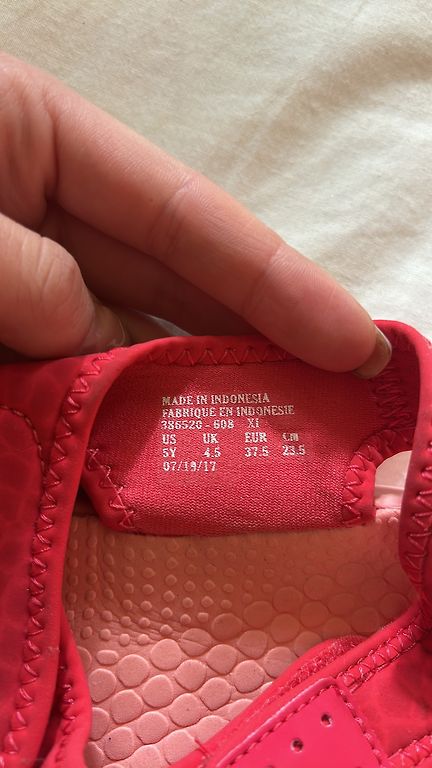 MADE IN INDONESIA
FABRIQUE EN INDONESIE
386520-608 XI
US UK EUR CM
5Y 4.5 37.5 23.5
07/19/17